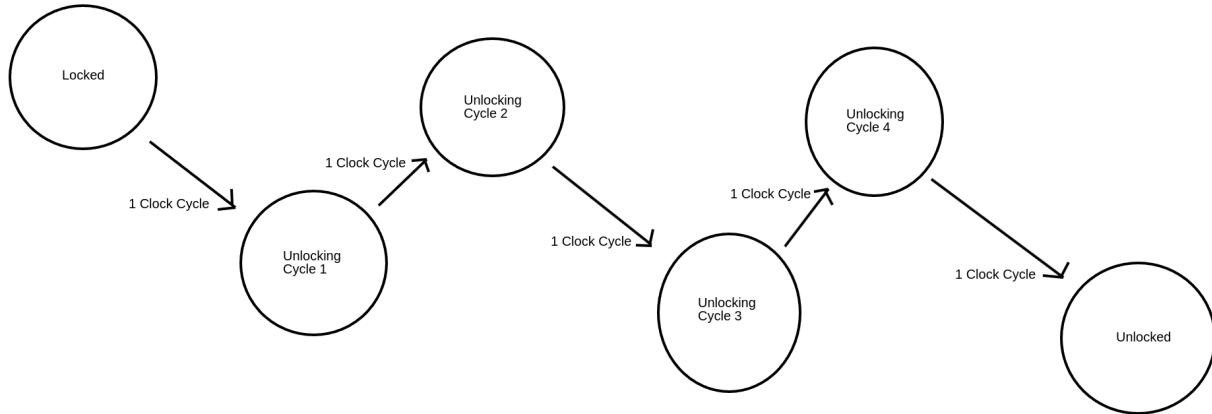 Locked
1 Clock Cycle
Unlocking
Cycle 1
1 Clock Cycle
Unlocking
Cycle 2
1 Clock Cycle
Unlocking
Cycle 3
1 Clock Cycle
Unlocking
Cycle 4
1 Clock Cycle
Unlocked